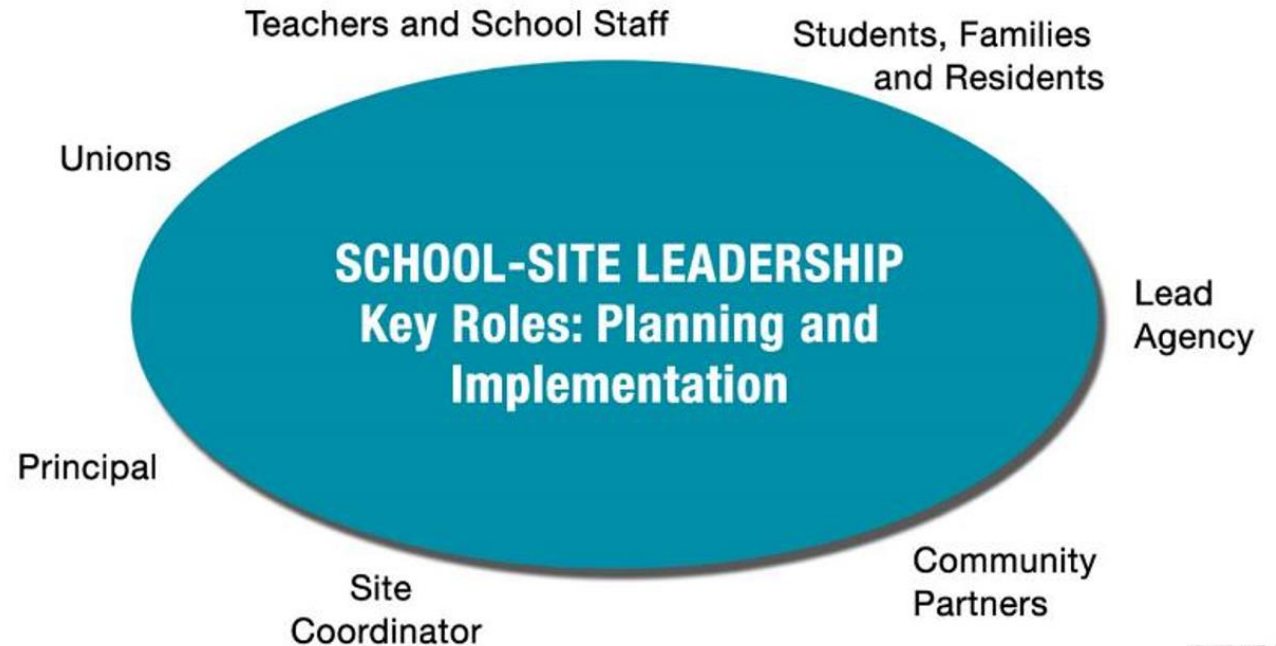 Teachers and School Staff
Students, Families
and Residents
Unions
SCHOOL-SITE LEADERSHIP
Key Roles: Planning and
Implementation
Lead
Agency
Principal
Community
Partners
Site
Coordinator